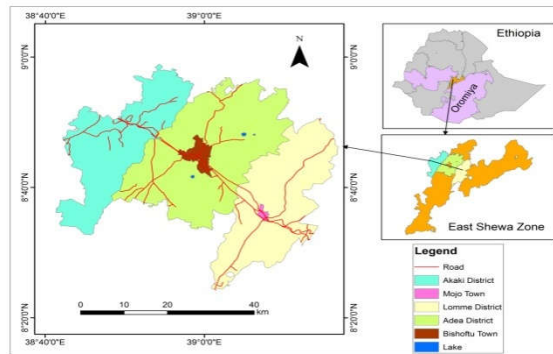 38°40'0"E
39°0'0"E
N
9°0'0"N
8°40'0"N
8°20'0"N
9°0'0"N
8°40'0"N
8°20'0"N
0 10 20 40
km
38°40'0"E
39°0'0"E
Ethiopia
Oromiya
East Shewa Zone
Legend
Road
Akaki District
Mojo Town
Lomme District
Adea District
Bishoftu Town
Lake